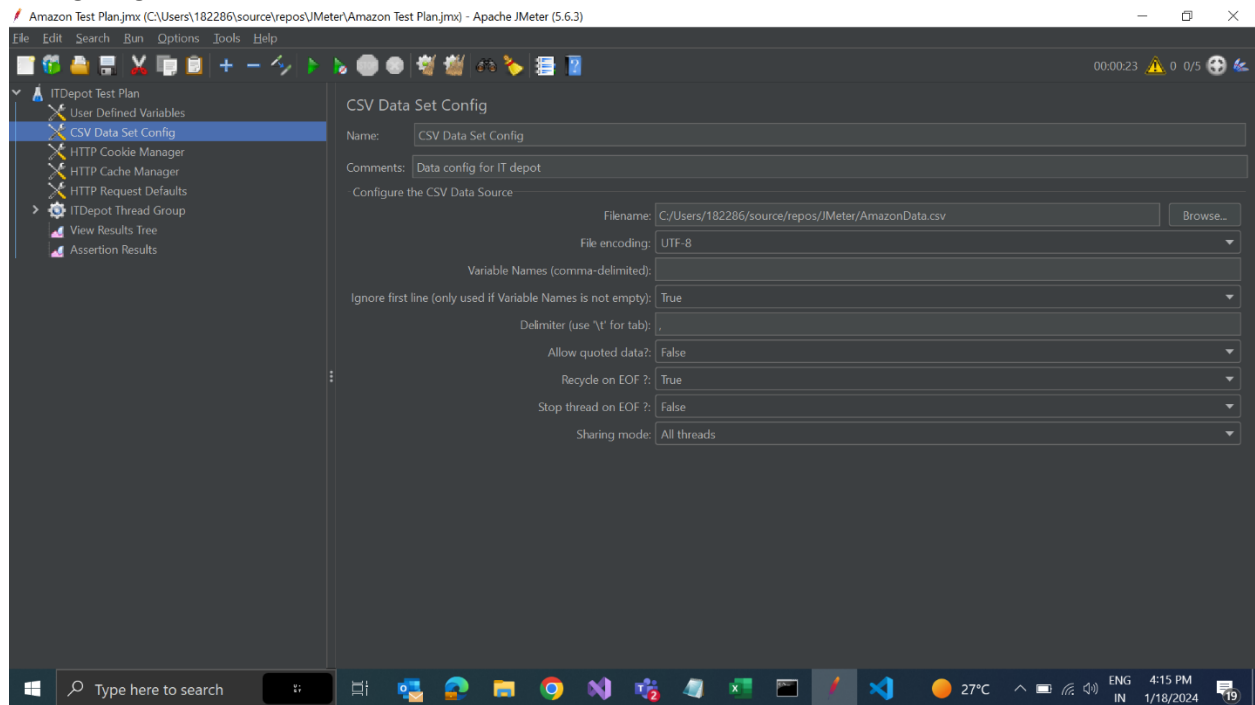 Amazon Test Plan.jmx (C:\Users\182286\source\repos\JMeter\Amazon Test Plan.jmx) - Apache JMeter (5.6.3)
File Edit Search Run Options Tools Help
00:00:23 0 0/5
ITDepot Test Plan
User Defined Variables
CSV Data Set Config
HTTP Cookie Manager
HTTP Cache Manager
HTTP Request Defaults
ITDepot Thread Group
View Results Tree
Assertion Results
CSV Data Set Config
Name: CSV Data Set Config
Comments: Data config for IT depot
Configure the CSV Data Source
Filename: C:/Users/182286/source/repos/JMeter/AmazonData.csv Browse...
File encoding: UTF-8
Variable Names (comma-delimited):
Ignore first line (only used if Variable Names is not empty): True
Delimiter (use '\t' for tab): ,
Allow quoted data?: False
Recycle on EOF ?: True
Stop thread on EOF ?: False
Sharing mode: All threads
Type here to search
27°C
ENG 4:15 PM
IN 1/18/2024
19